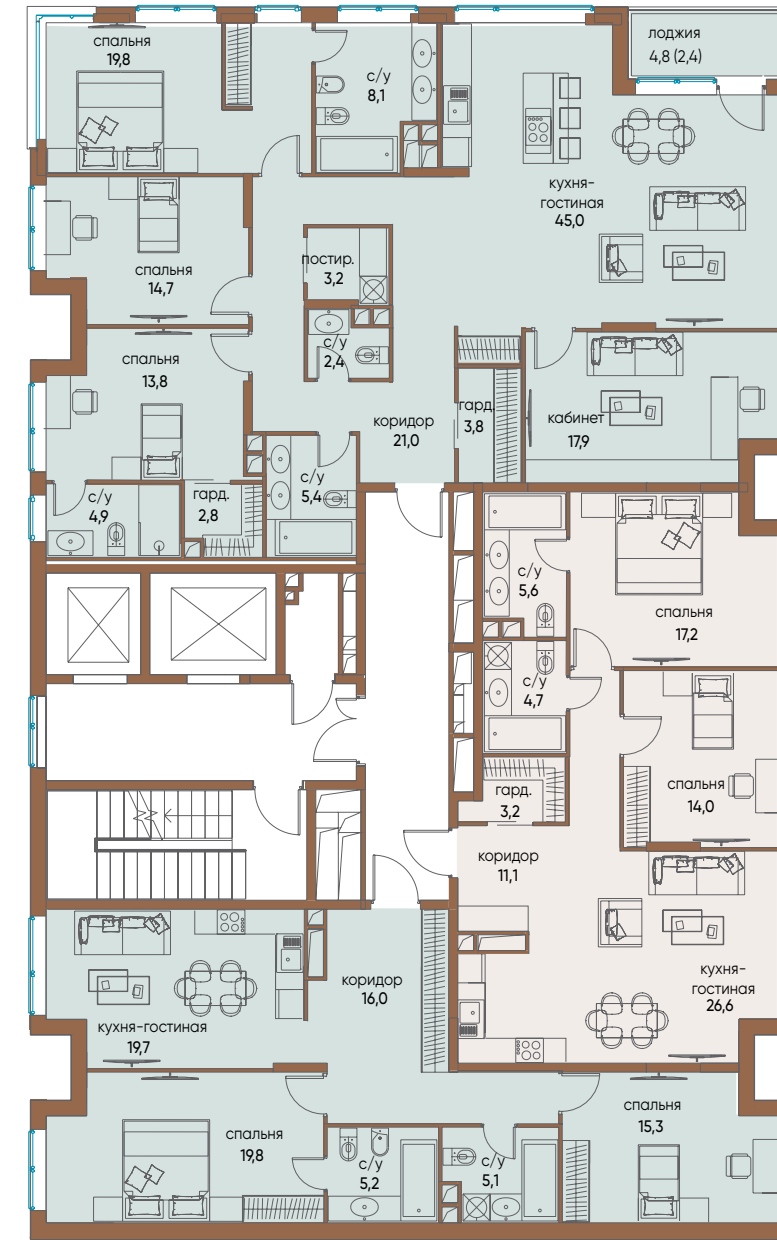 спальня
19,8
с/у
8,1
лоджия
4,8 (2,4)
кухня-
гостиная
45,0
спальня
14,7
постир.
3,2
с/у
2,4
спальня
13,8
коридор
21,0
гард.
3,8
кабинет
17,9
с/у
4,9
гард.
2,8
с/у
5,4
с/у
5,6
спальня
17,2
с/у
4,7
гард.
3,2
спальня
14,0
коридор
11,1
кухня-
гостиная
26,6
коридор
16,0
кухня-гостиная
19,7
спальня
19,8
с/у
5,2
с/у
5,1
спальня
15,3